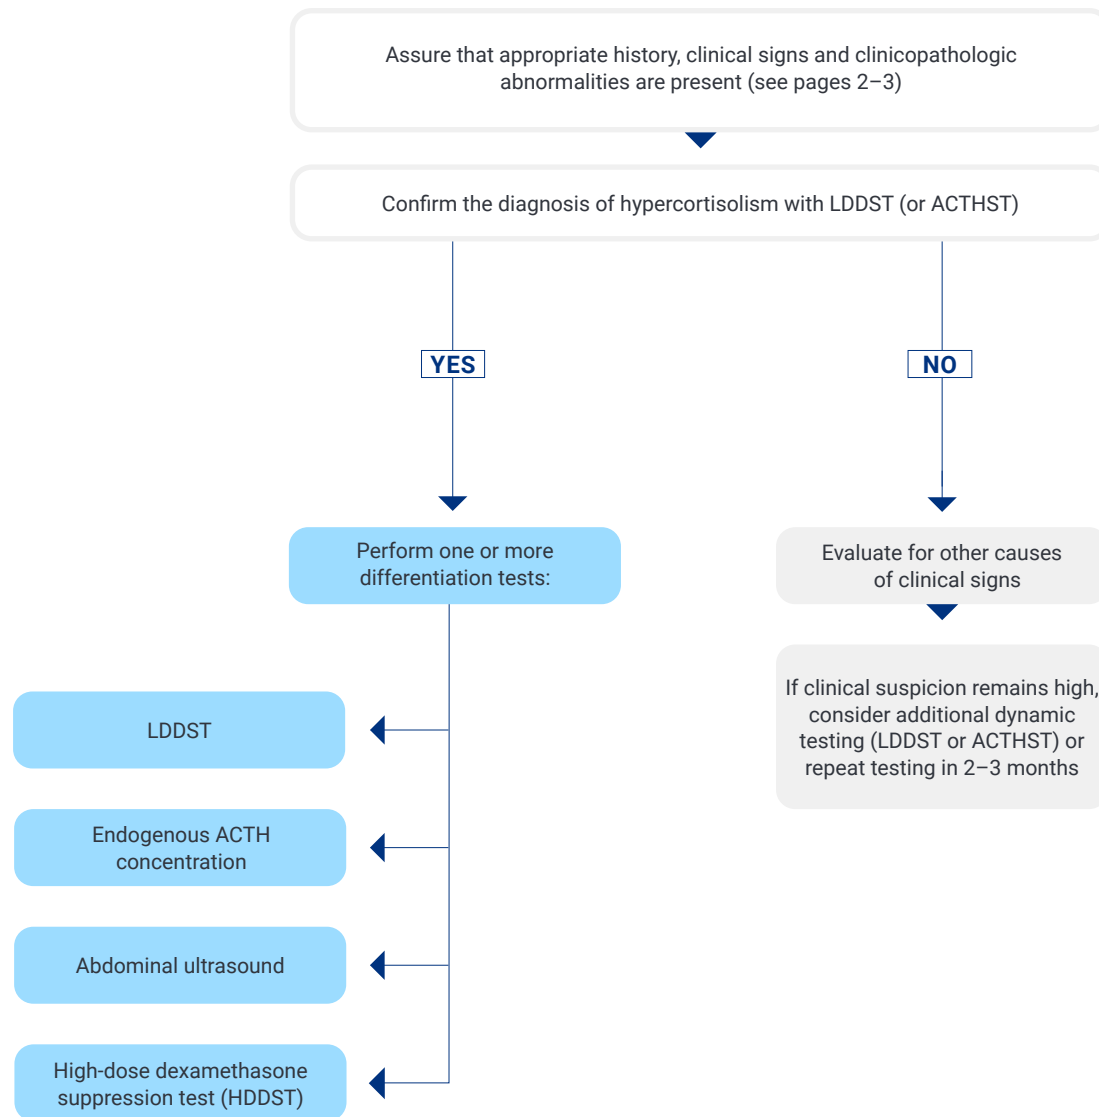 Assure that appropriate history, clinical signs and clinicopathologic
abnormalities are present (see pages 2–3)
Confirm the diagnosis of hypercortisolism with LDDST (or ACTHST)
YES
NO
Perform one or more
differentiation tests:
Evaluate for other causes
of clinical signs
If clinical suspicion remains high,
consider additional dynamic
testing (LDDST or ACTHST) or
repeat testing in 2–3 months
LDDST
Endogenous ACTH
concentration
Abdominal ultrasound
High-dose dexamethasone
suppression test (HDDST)